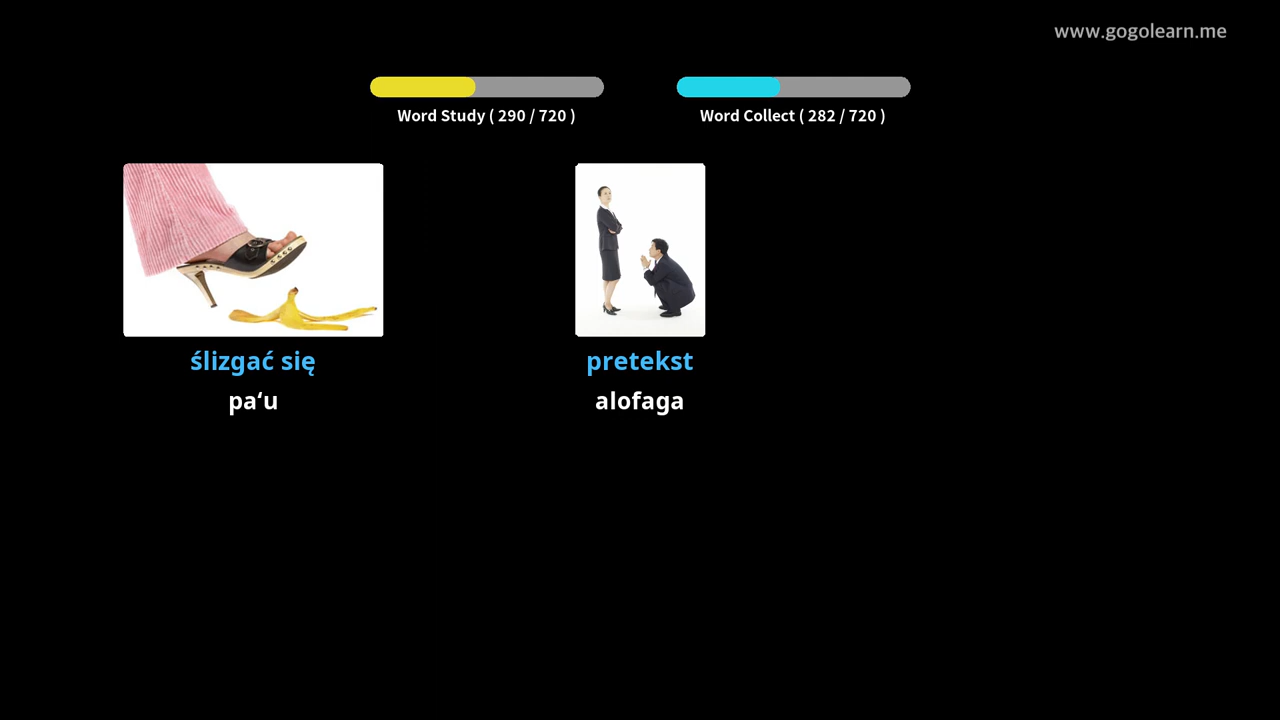 www.gogolearn.me
Word Study ( 290 / 720 )
Word Collect ( 282 / 720 )
ślizgać się
paʻu
pretekst
alofaga